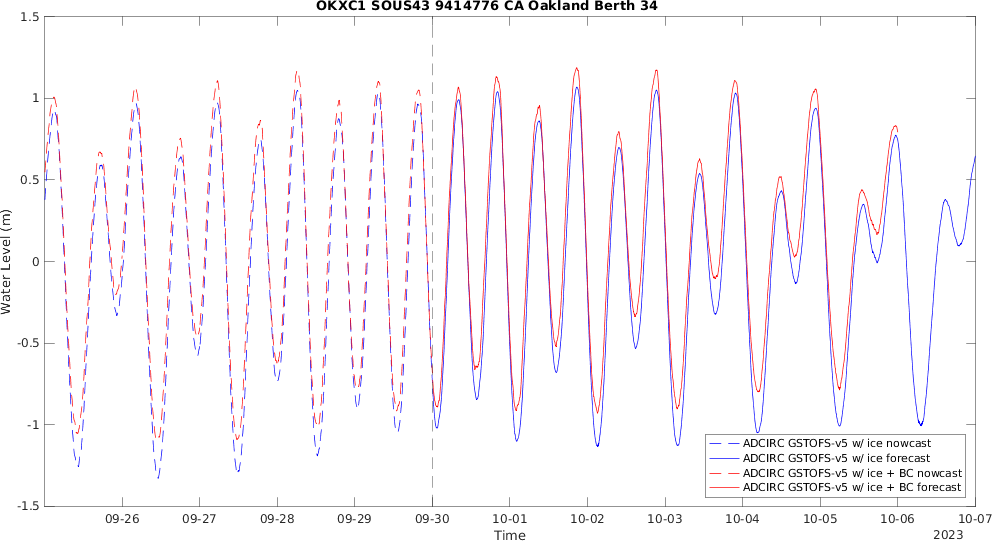 OKXC1 SOUS43 9414776 CA Oakland Berth 34
Water Level (m)
1.5
1
0.5
0
-0.5
-1
-1.5
ADCIRC GSTOFS-v5 w/ ice nowcast
ADCIRC GSTOFS-v5 w/ ice forecast
ADCIRC GSTOFS-v5 w/ ice + BC nowcast
ADCIRC GSTOFS-v5 w/ ice + BC forecast
09-26 09-27 09-28 09-29 09-30 10-01 10-02 10-03 10-04 10-05 10-06 10-07
Time
2023